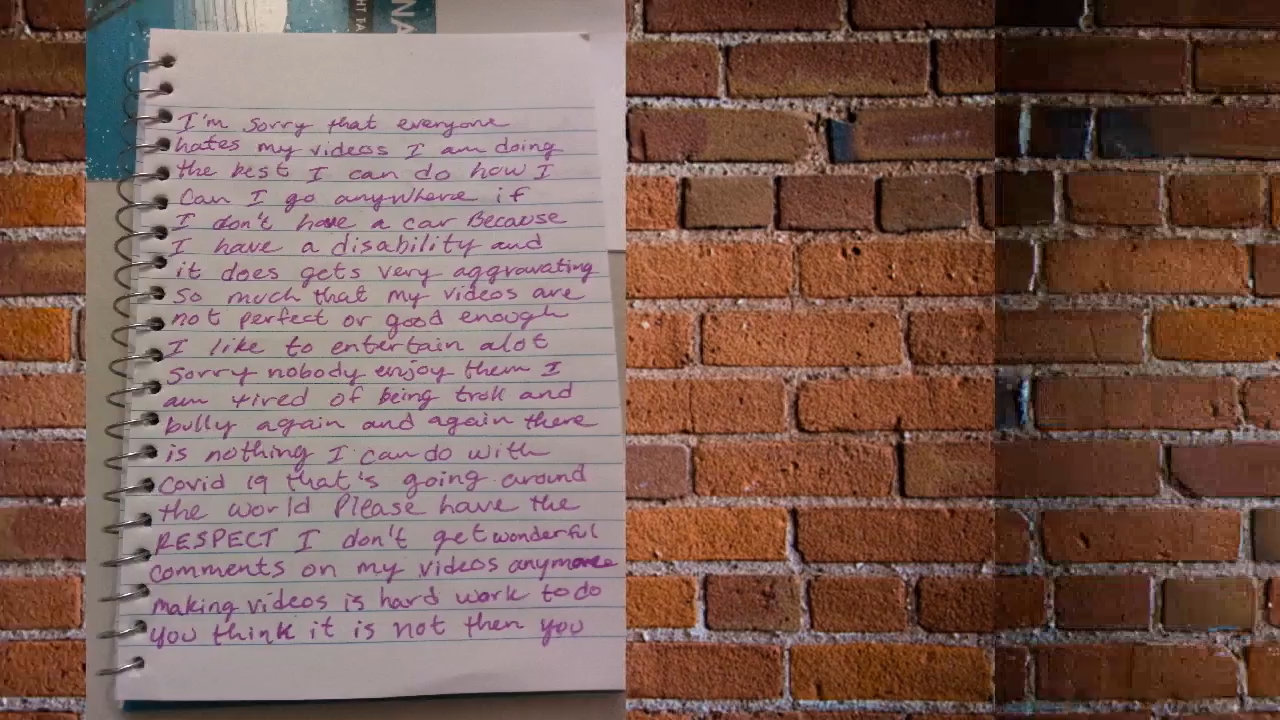 NA
HT TA
I'm sorry that everyone
hates my videos I am doing
the best I can do how I
Can I go anywhere if
I don't have a car Because
I have a disability and
it does gets very aggravating
So much that my videos are
not perfect or good enough
I like to entertain alot
Sorry nobody enjoy them I
am tired of being trok and
bully again and again there
is nothing I can do with
Covid 19 that's going around
the world Please have the
RESPECT I don't get wonderful
comments on my videos anymore
making videos is hard work to do
you think it is not then you